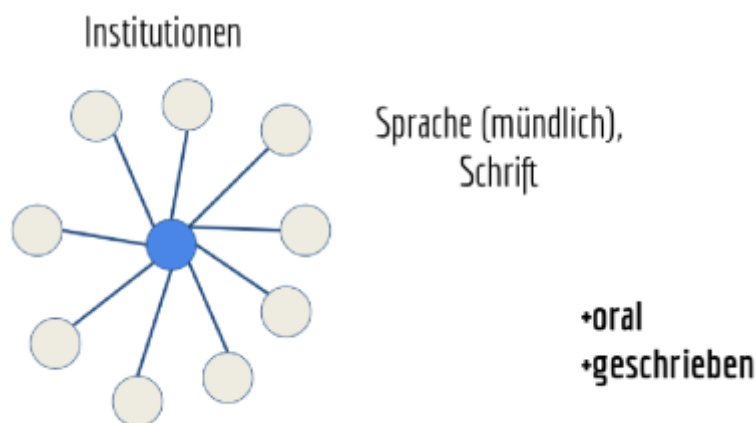 Institutionen
Sprache (mündlich),
Schrift
+oral
+geschrieben